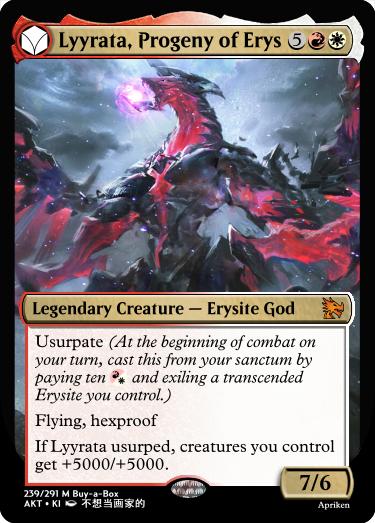 Lyyrata, Progeny of Erys 5
Legendary Creature — Erysite God
Usurpate (At the beginning of combat on
your turn, cast this from your sanctum by
paying ten and exiling a transcended
Erysite you control.)
Flying, hexproof
If Lyyrata usurped, creatures you control
get +5000/+5000.
7/6
239/291 M Buy-a-Box
AKT • KI 不想当画家的
Apriken